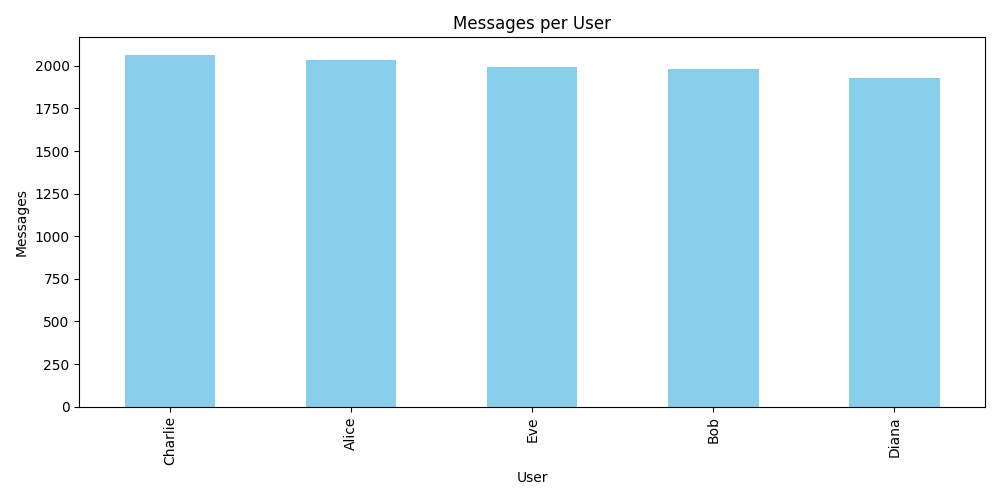 Messages per User
Messages
2000
1750
1500
1250
1000
750
500
250
0
Charlie
Alice
Eve
Bob
Diana
User